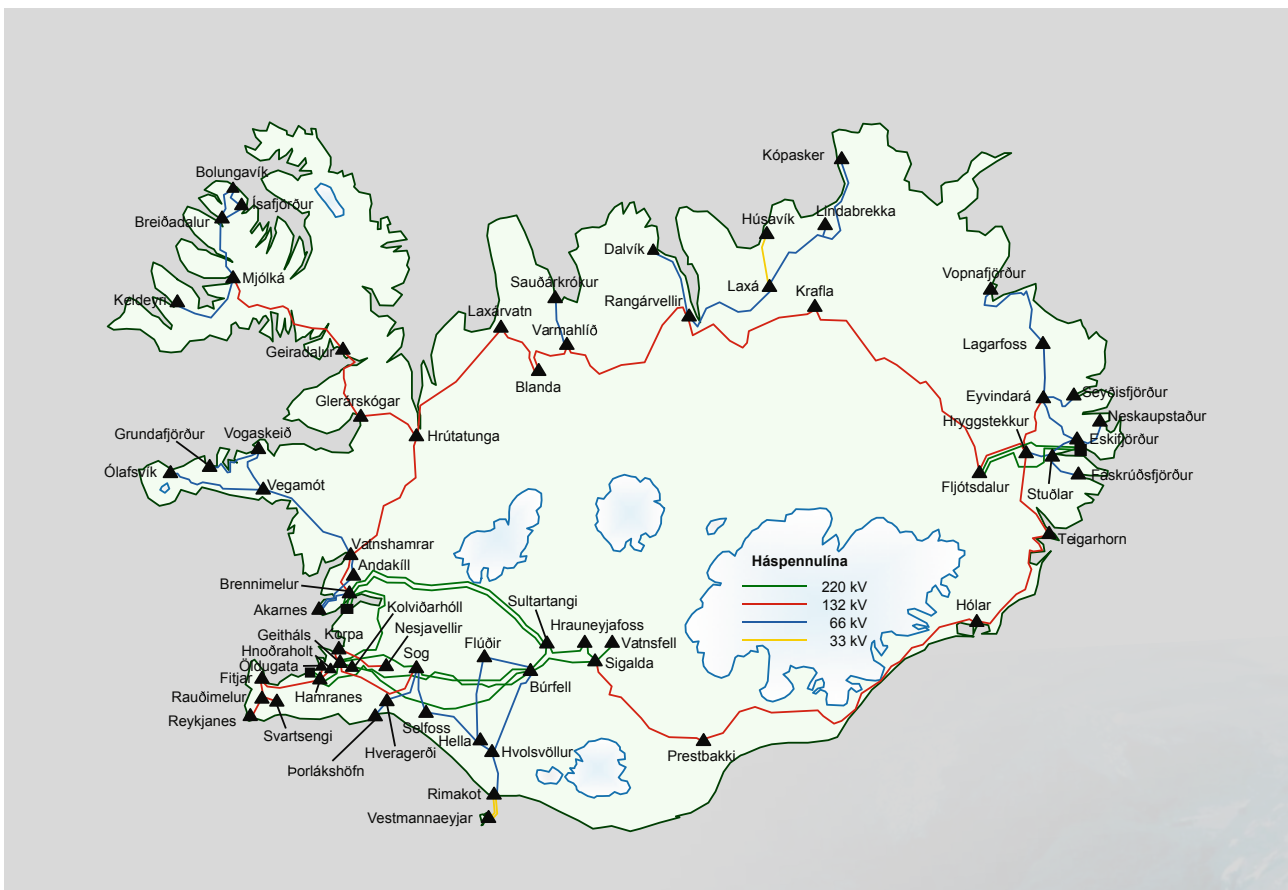 Kópasker
Bolungavík
Ísafjörður
Breiðadalur
Húsavík
Lindabrekka
Dalvík
Mjólká
Keldeyri
Sauðárkrókur
Laxá
Krafla
Vopnafjörður
Rangárvellir
Laxárvatn
Varmahlíð
Lagarfoss
Geiradalur
Blanda
Glerárskógar
Eyvindará
Seyðisfjörður
Hryggstekkur
Neskaupstaður
Grundafjörður
Vogaskeið
Hrútatunga
Eskifjörður
Ólafsvík
Fljótsdalur
Fáskrúðsfjörður
Vegamót
Stuðlar
Teigarhorn
Vatnshamrar
Andakíll
Brennimelur
Háspennulína
220 kV
132 kV
66 kV
33 kV
Akarnes
Kolviðarhóll
Sultartangi
Hólar
Geitháls
Korpa
Nesjavellir
Hrauneyjafoss
Hnoðraholt
Sog
Flúðir
Vatnsfell
Öldugata
Sigalda
Fitjar
Búrfell
Rauðimelur
Hamranes
Reykjanes
Svartsengi
Selfoss
Hella
Hvolsvöllur
Hveragerði
Prestbakki
Þorlákshöfn
Rimakot
Vestmannaeyjar